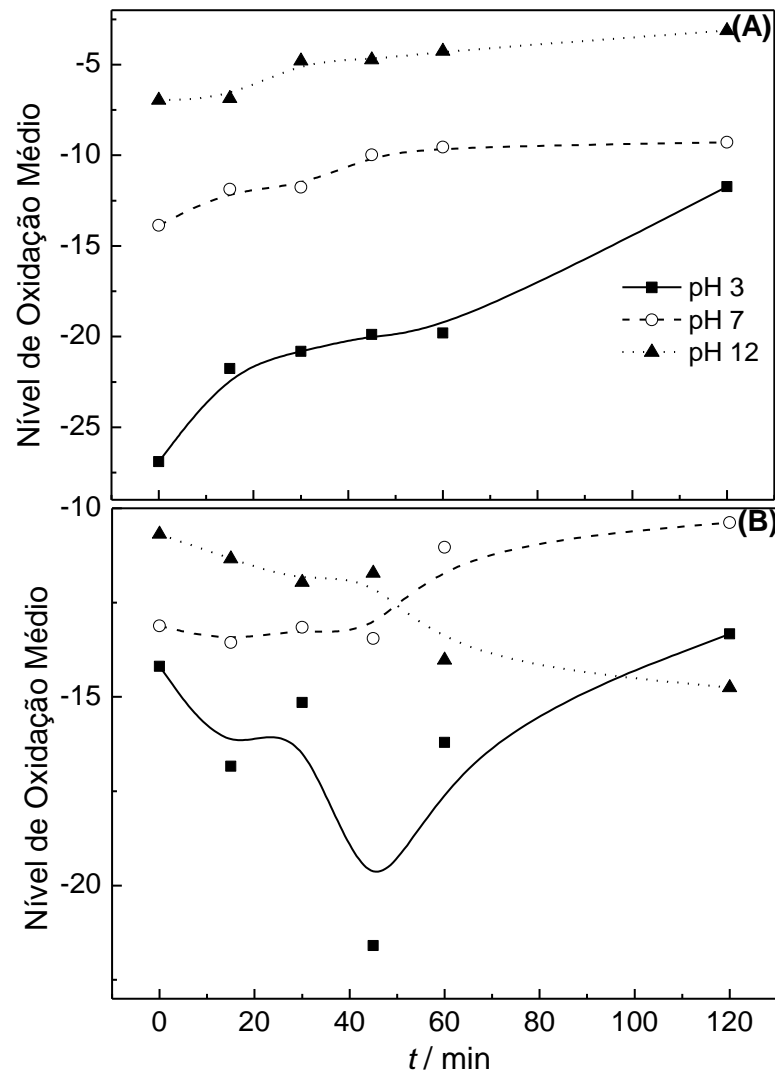 (A)
-5
-10
-15
-20
-25
Nível de Oxidação Médio
pH 3
pH 7
pH 12
-10
(B)
-15
-20
Nível de Oxidação Médio
0 20 40 60 80 100 120
t / min